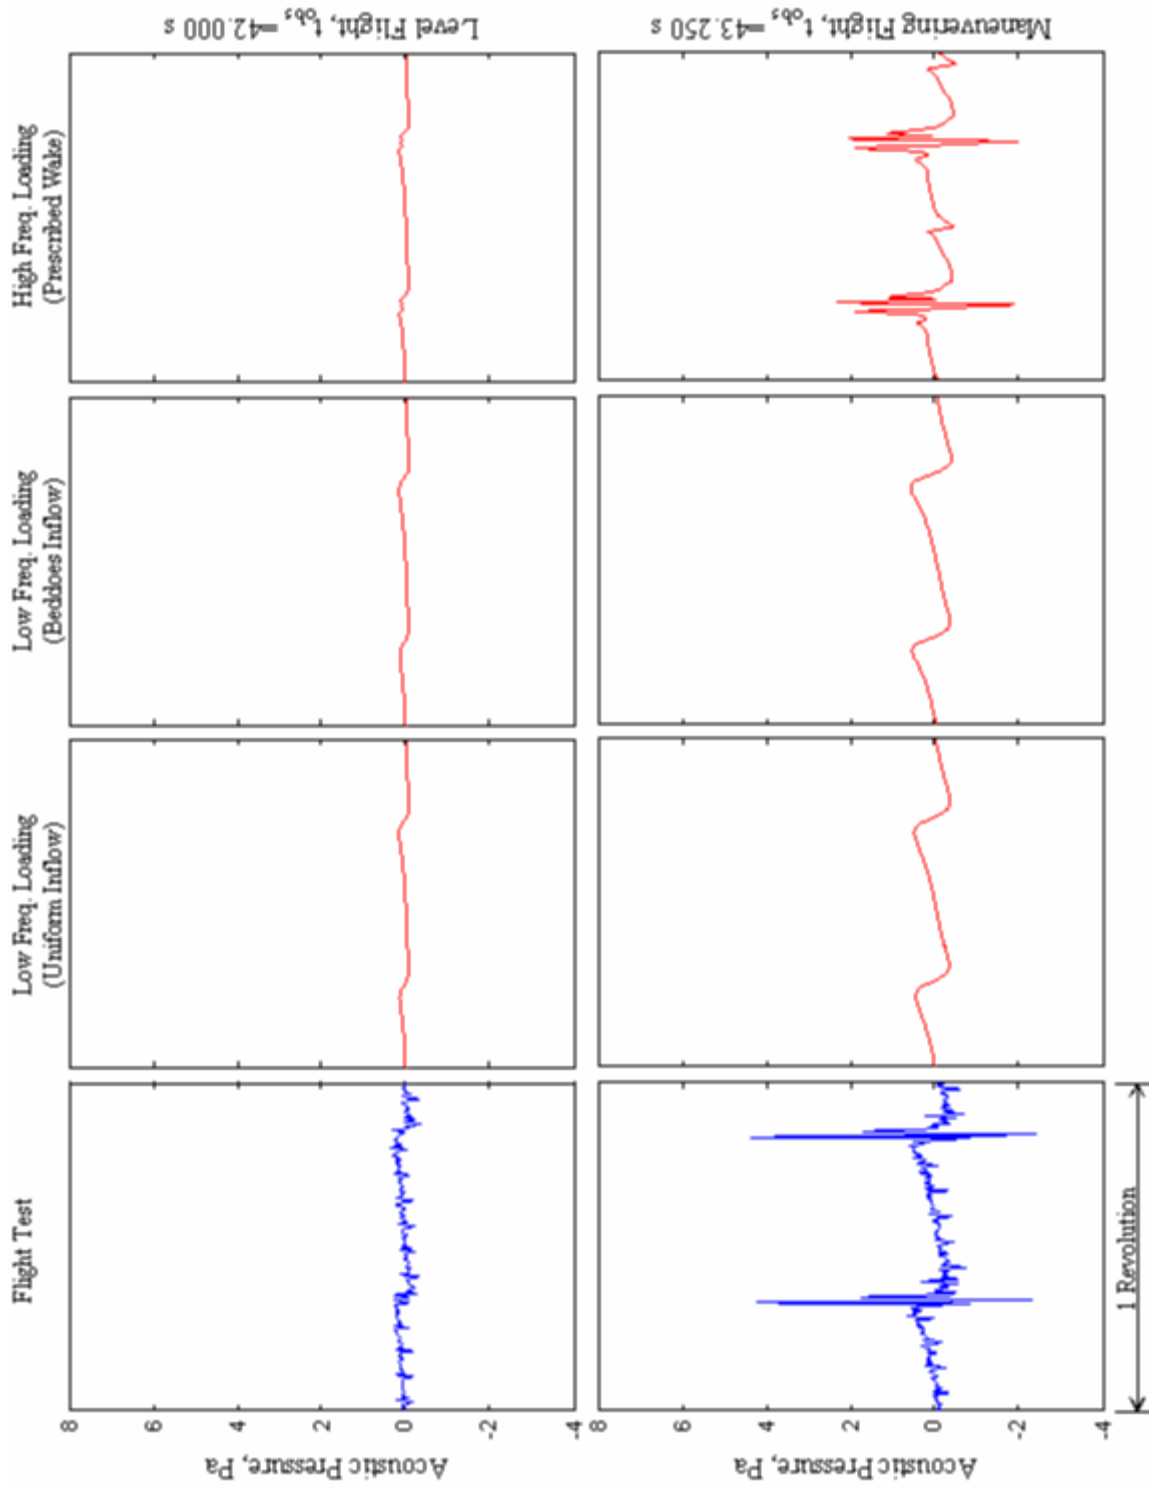 Flight Test
Low Freq. Loading
(Uniform Inflow)
Low Freq. Loading
(Beddoes Inflow)
High Freq. Loading
(Prescribed Wake)
Acoustic Pressure, Pa
8
6
4
2
0
-2
-4
Level Flight, t_obs=42.000 s
Acoustic Pressure, Pa
8
6
4
2
0
-2
-4
Maneuvering Flight, t_obs=43.250 s
1 Revolution